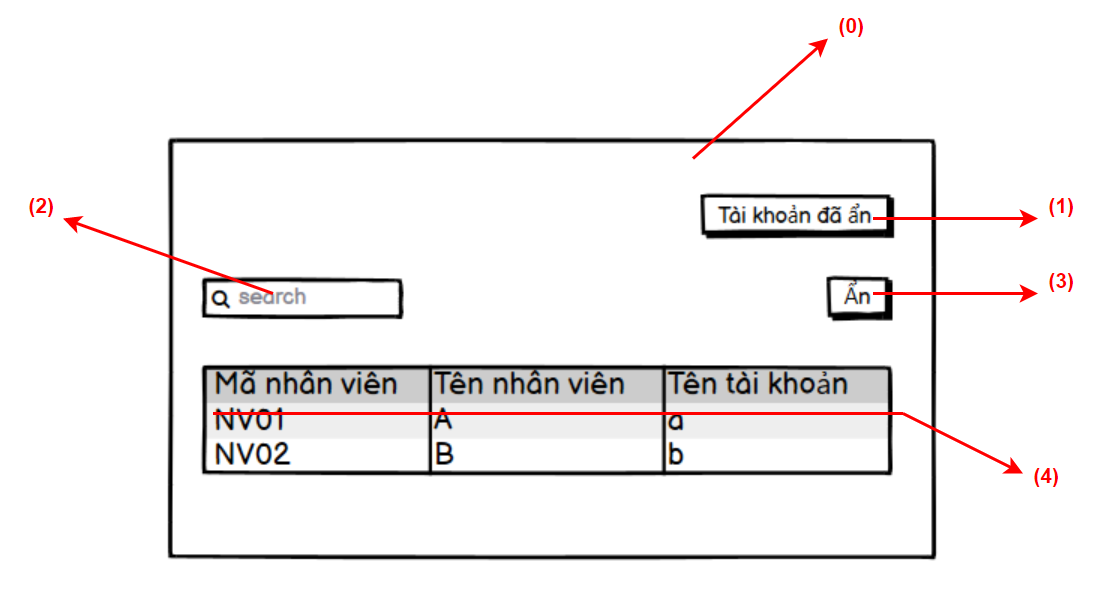 (0)
(1)
Tài khoản đã ẩn
(2)
search
Ẩn
(3)
Mã nhân viên Tên nhân viên Tên tài khoản
NV01 A a
NV02 B b
(4)